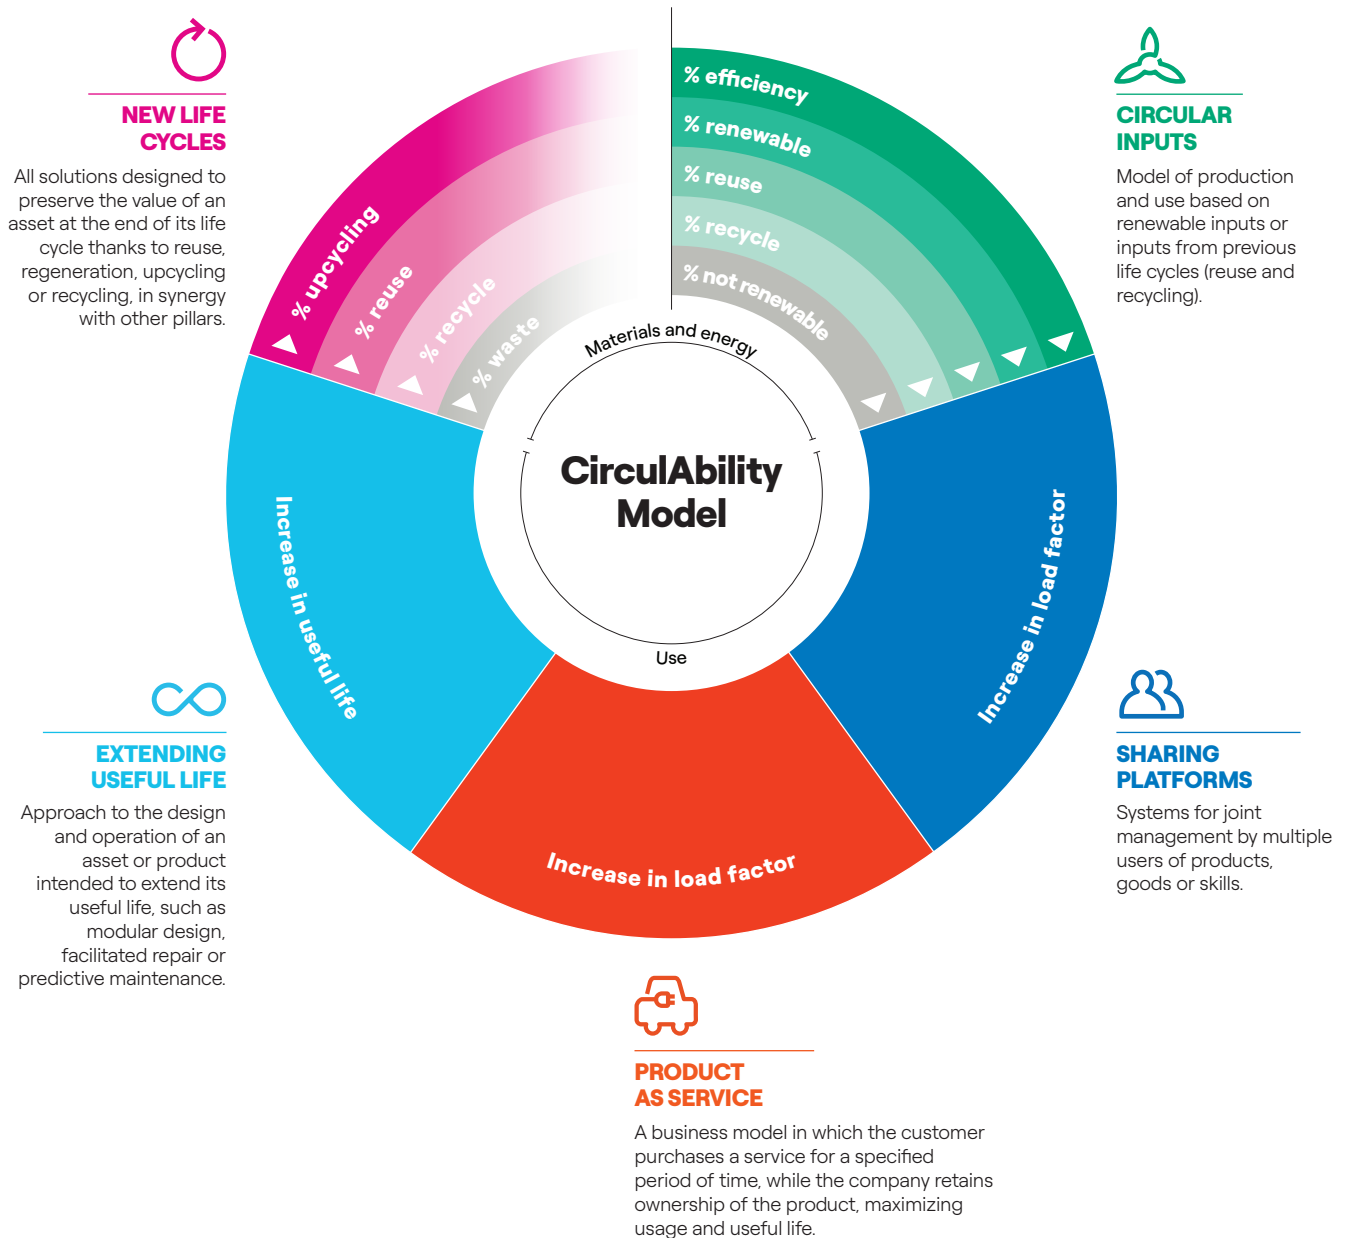 NEW LIFE
CYCLES
All solutions designed to
preserve the value of an
asset at the end of its life
cycle thanks to reuse,
regeneration, upcycling
or recycling, in synergy
with other pillars.
% upcycling
% reuse
% recycle
% waste
% efficiency
% renewable
% reuse
% recycle
% not renewable
CIRCULAR
INPUTS
Model of production
and use based on
renewable inputs or
inputs from previous
life cycles (reuse and
recycling).
Materials and energy
CirculAbility
Model
Use
Increase in useful life
Increase in load factor
Increase in load factor
EXTENDING
USEFUL LIFE
Approach to the design
and operation of an
asset or product
intended to extend its
useful life, such as
modular design,
facilitated repair or
predictive maintenance.
SHARING
PLATFORMS
Systems for joint
management by multiple
users of products,
goods or skills.
PRODUCT
AS SERVICE
A business model in which the customer
purchases a service for a specified
period of time, while the company retains
ownership of the product, maximizing
usage and useful life.